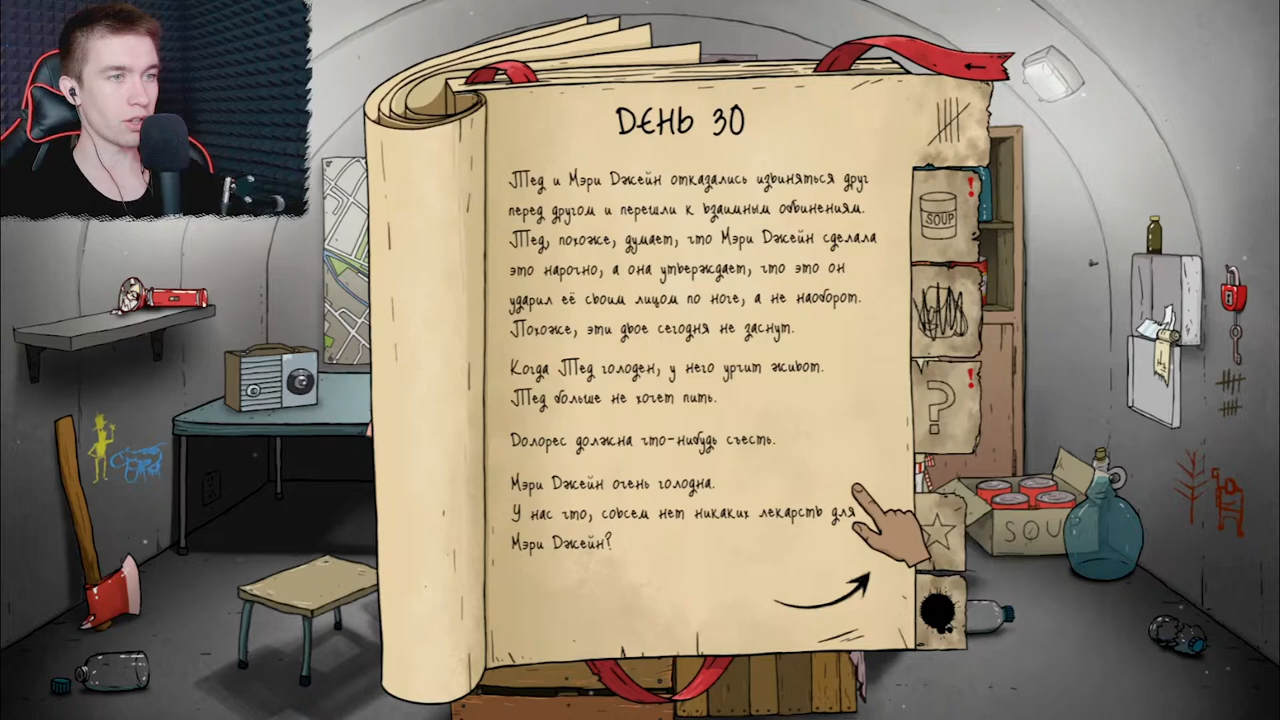 ДЕНЬ 30
Тед и Мэри Джейн отказались извиняться друг
перед другом и перешли к взаимным обвинениям.
Тед, похоже, думает, что Мэри Джейн сделала
это нарочно, а она утверждает, что это он
ударил её своим лицом по ноге, а не наоборот.
Похоже, эти двое сегодня не заснут.
Когда Тед голоден, у него урчит живот.
Тед больше не хочет пить.
Долорес должна что-нибудь съесть.
Мэри Джейн очень голодна.
У нас что, совсем нет никаких лекарств для
Мэри Джейн?
SOUP
SOUP